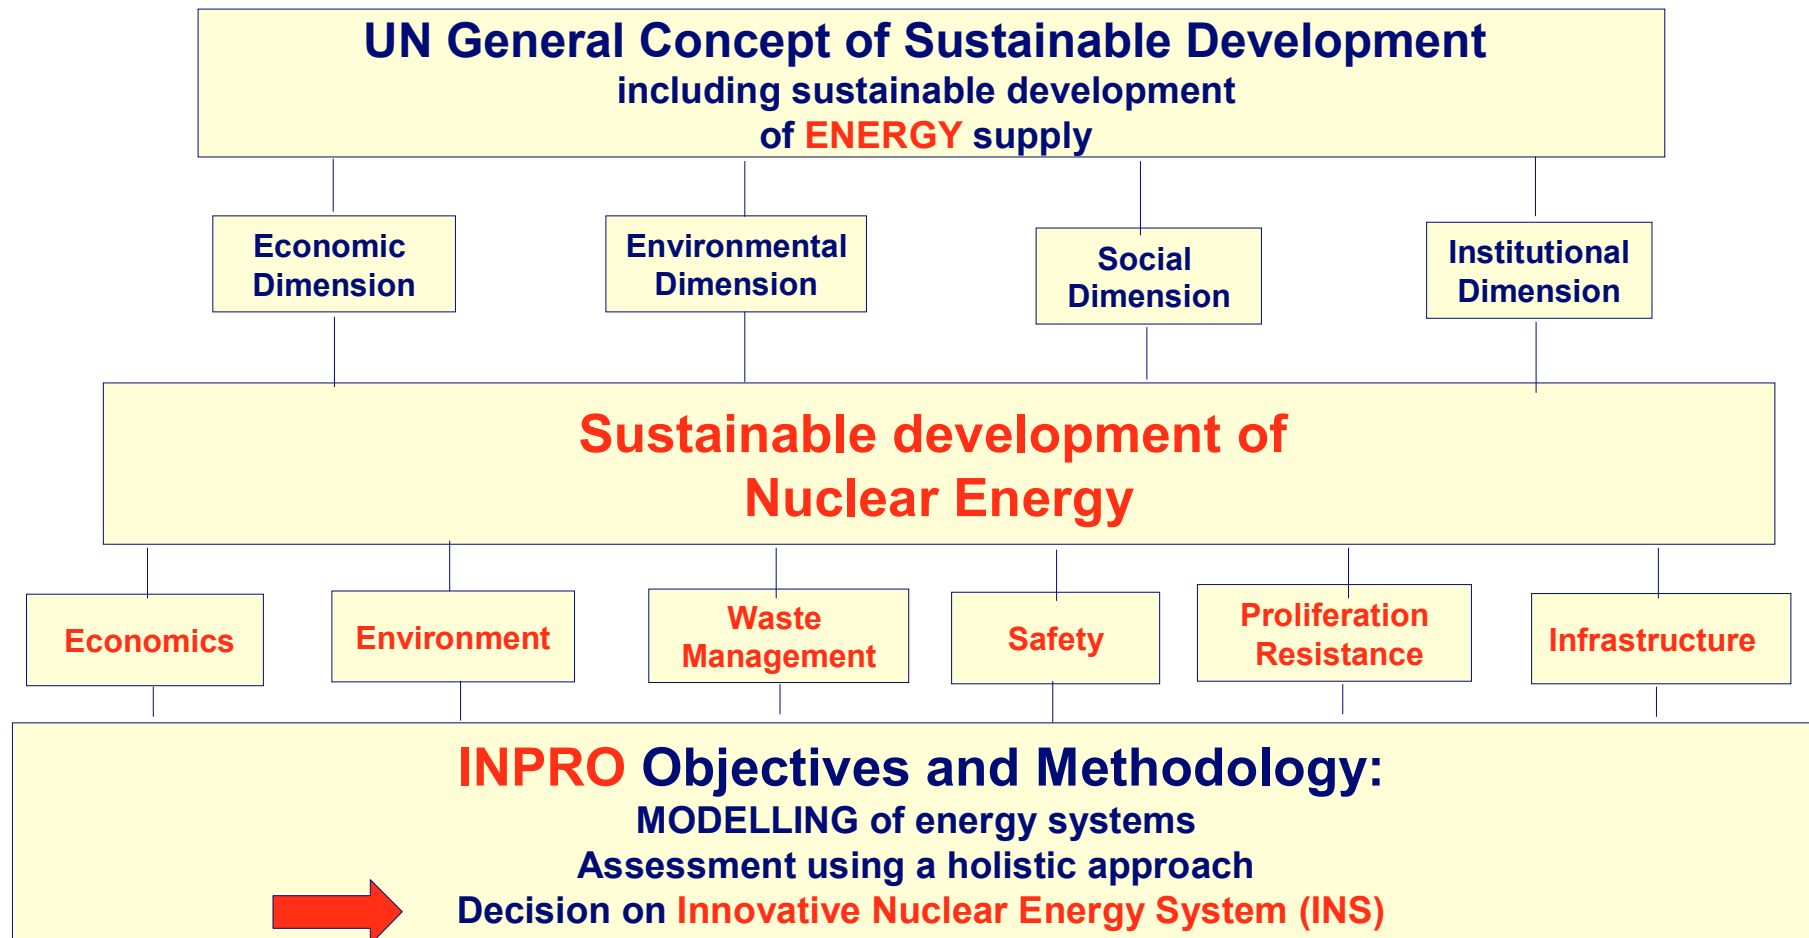 UN General Concept of Sustainable Development
including sustainable development
of ENERGY supply
Economic
Dimension
Environmental
Dimension
Social
Dimension
Institutional
Dimension
Sustainable development of
Nuclear Energy
Economics
Environment
Waste
Management
Safety
Proliferation
Resistance
Infrastructure
INPRO Objectives and Methodology:
MODELLING of energy systems
Assessment using a holistic approach
Decision on Innovative Nuclear Energy System (INS)